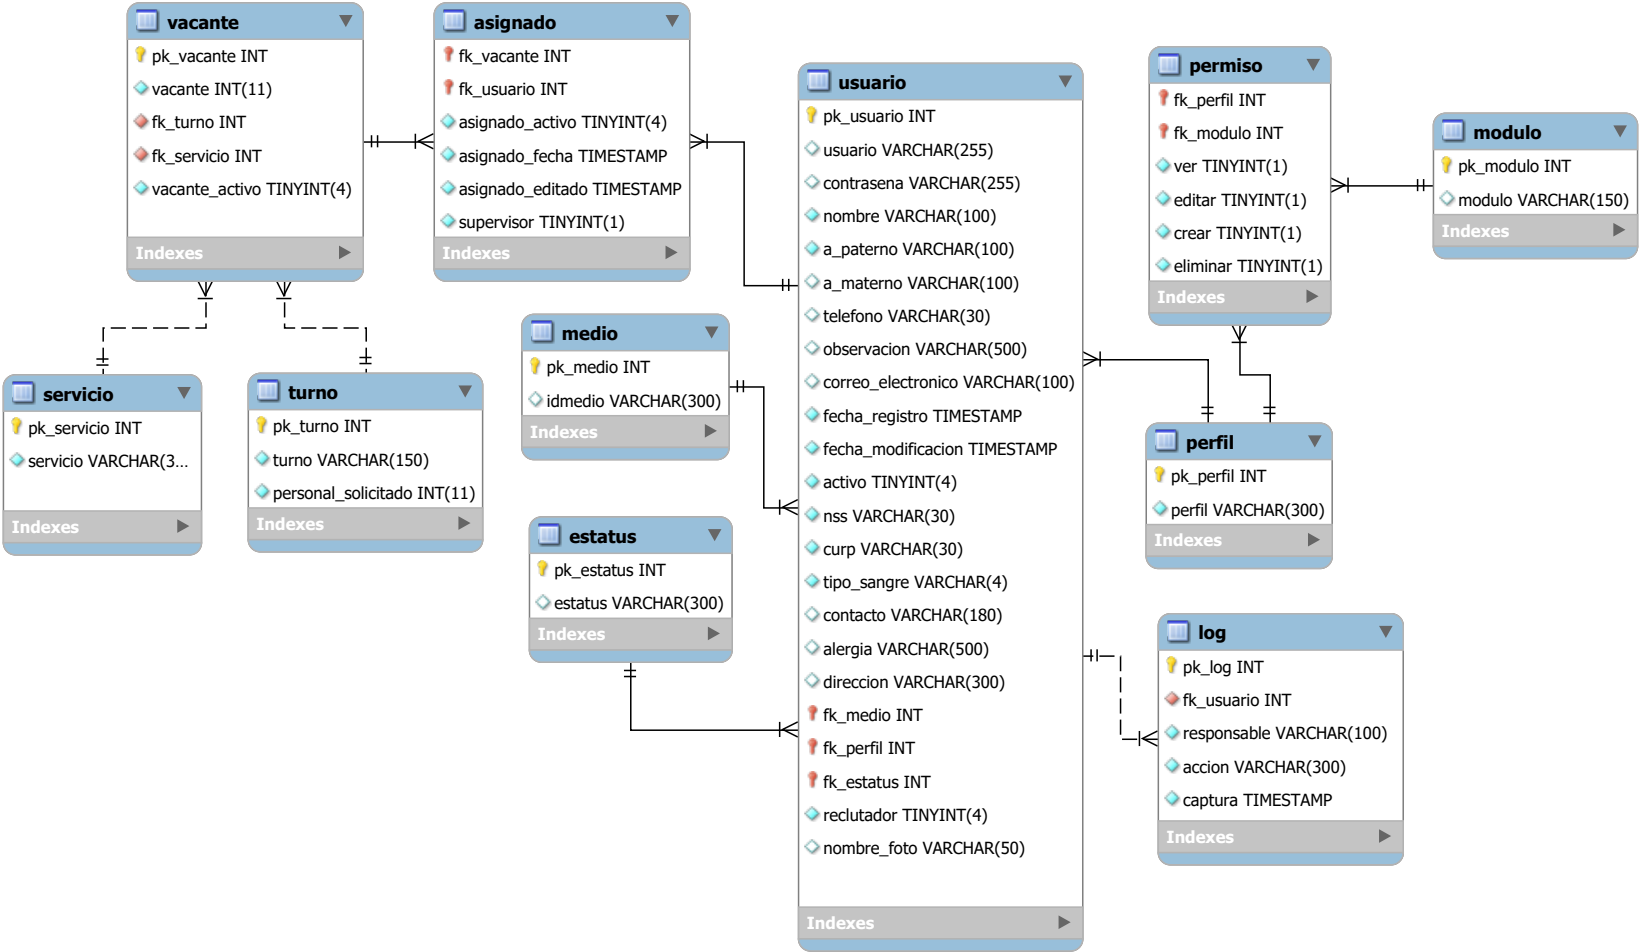 vacante
pk_vacante INT
vacante INT(11)
fk_turno INT
fk_servicio INT
vacante_activo TINYINT(4)
Indexes
asignado
fk_vacante INT
fk_usuario INT
asignado_activo TINYINT(4)
asignado_fecha TIMESTAMP
asignado_editado TIMESTAMP
supervisor TINYINT(1)
Indexes
servicio
pk_servicio INT
servicio VARCHAR(3...
Indexes
turno
pk_turno INT
turno VARCHAR(150)
personal_solicitado INT(11)
Indexes
medio
pk_medio INT
idmedio VARCHAR(300)
Indexes
estatus
pk_estatus INT
estatus VARCHAR(300)
Indexes
usuario
pk_usuario INT
usuario VARCHAR(255)
contrasena VARCHAR(255)
nombre VARCHAR(100)
a_paterno VARCHAR(100)
a_materno VARCHAR(100)
telefono VARCHAR(30)
observacion VARCHAR(500)
correo_electronico VARCHAR(100)
fecha_registro TIMESTAMP
fecha_modificacion TIMESTAMP
activo TINYINT(4)
nss VARCHAR(30)
curp VARCHAR(30)
tipo_sangre VARCHAR(4)
contacto VARCHAR(180)
alergia VARCHAR(500)
direccion VARCHAR(300)
fk_medio INT
fk_perfil INT
fk_estatus INT
reclutador TINYINT(4)
nombre_foto VARCHAR(50)
Indexes
permiso
fk_perfil INT
fk_modulo INT
ver TINYINT(1)
editar TINYINT(1)
crear TINYINT(1)
eliminar TINYINT(1)
Indexes
modulo
pk_modulo INT
modulo VARCHAR(150)
Indexes
perfil
pk_perfil INT
perfil VARCHAR(300)
Indexes
log
pk_log INT
fk_usuario INT
responsable VARCHAR(100)
accion VARCHAR(300)
captura TIMESTAMP
Indexes